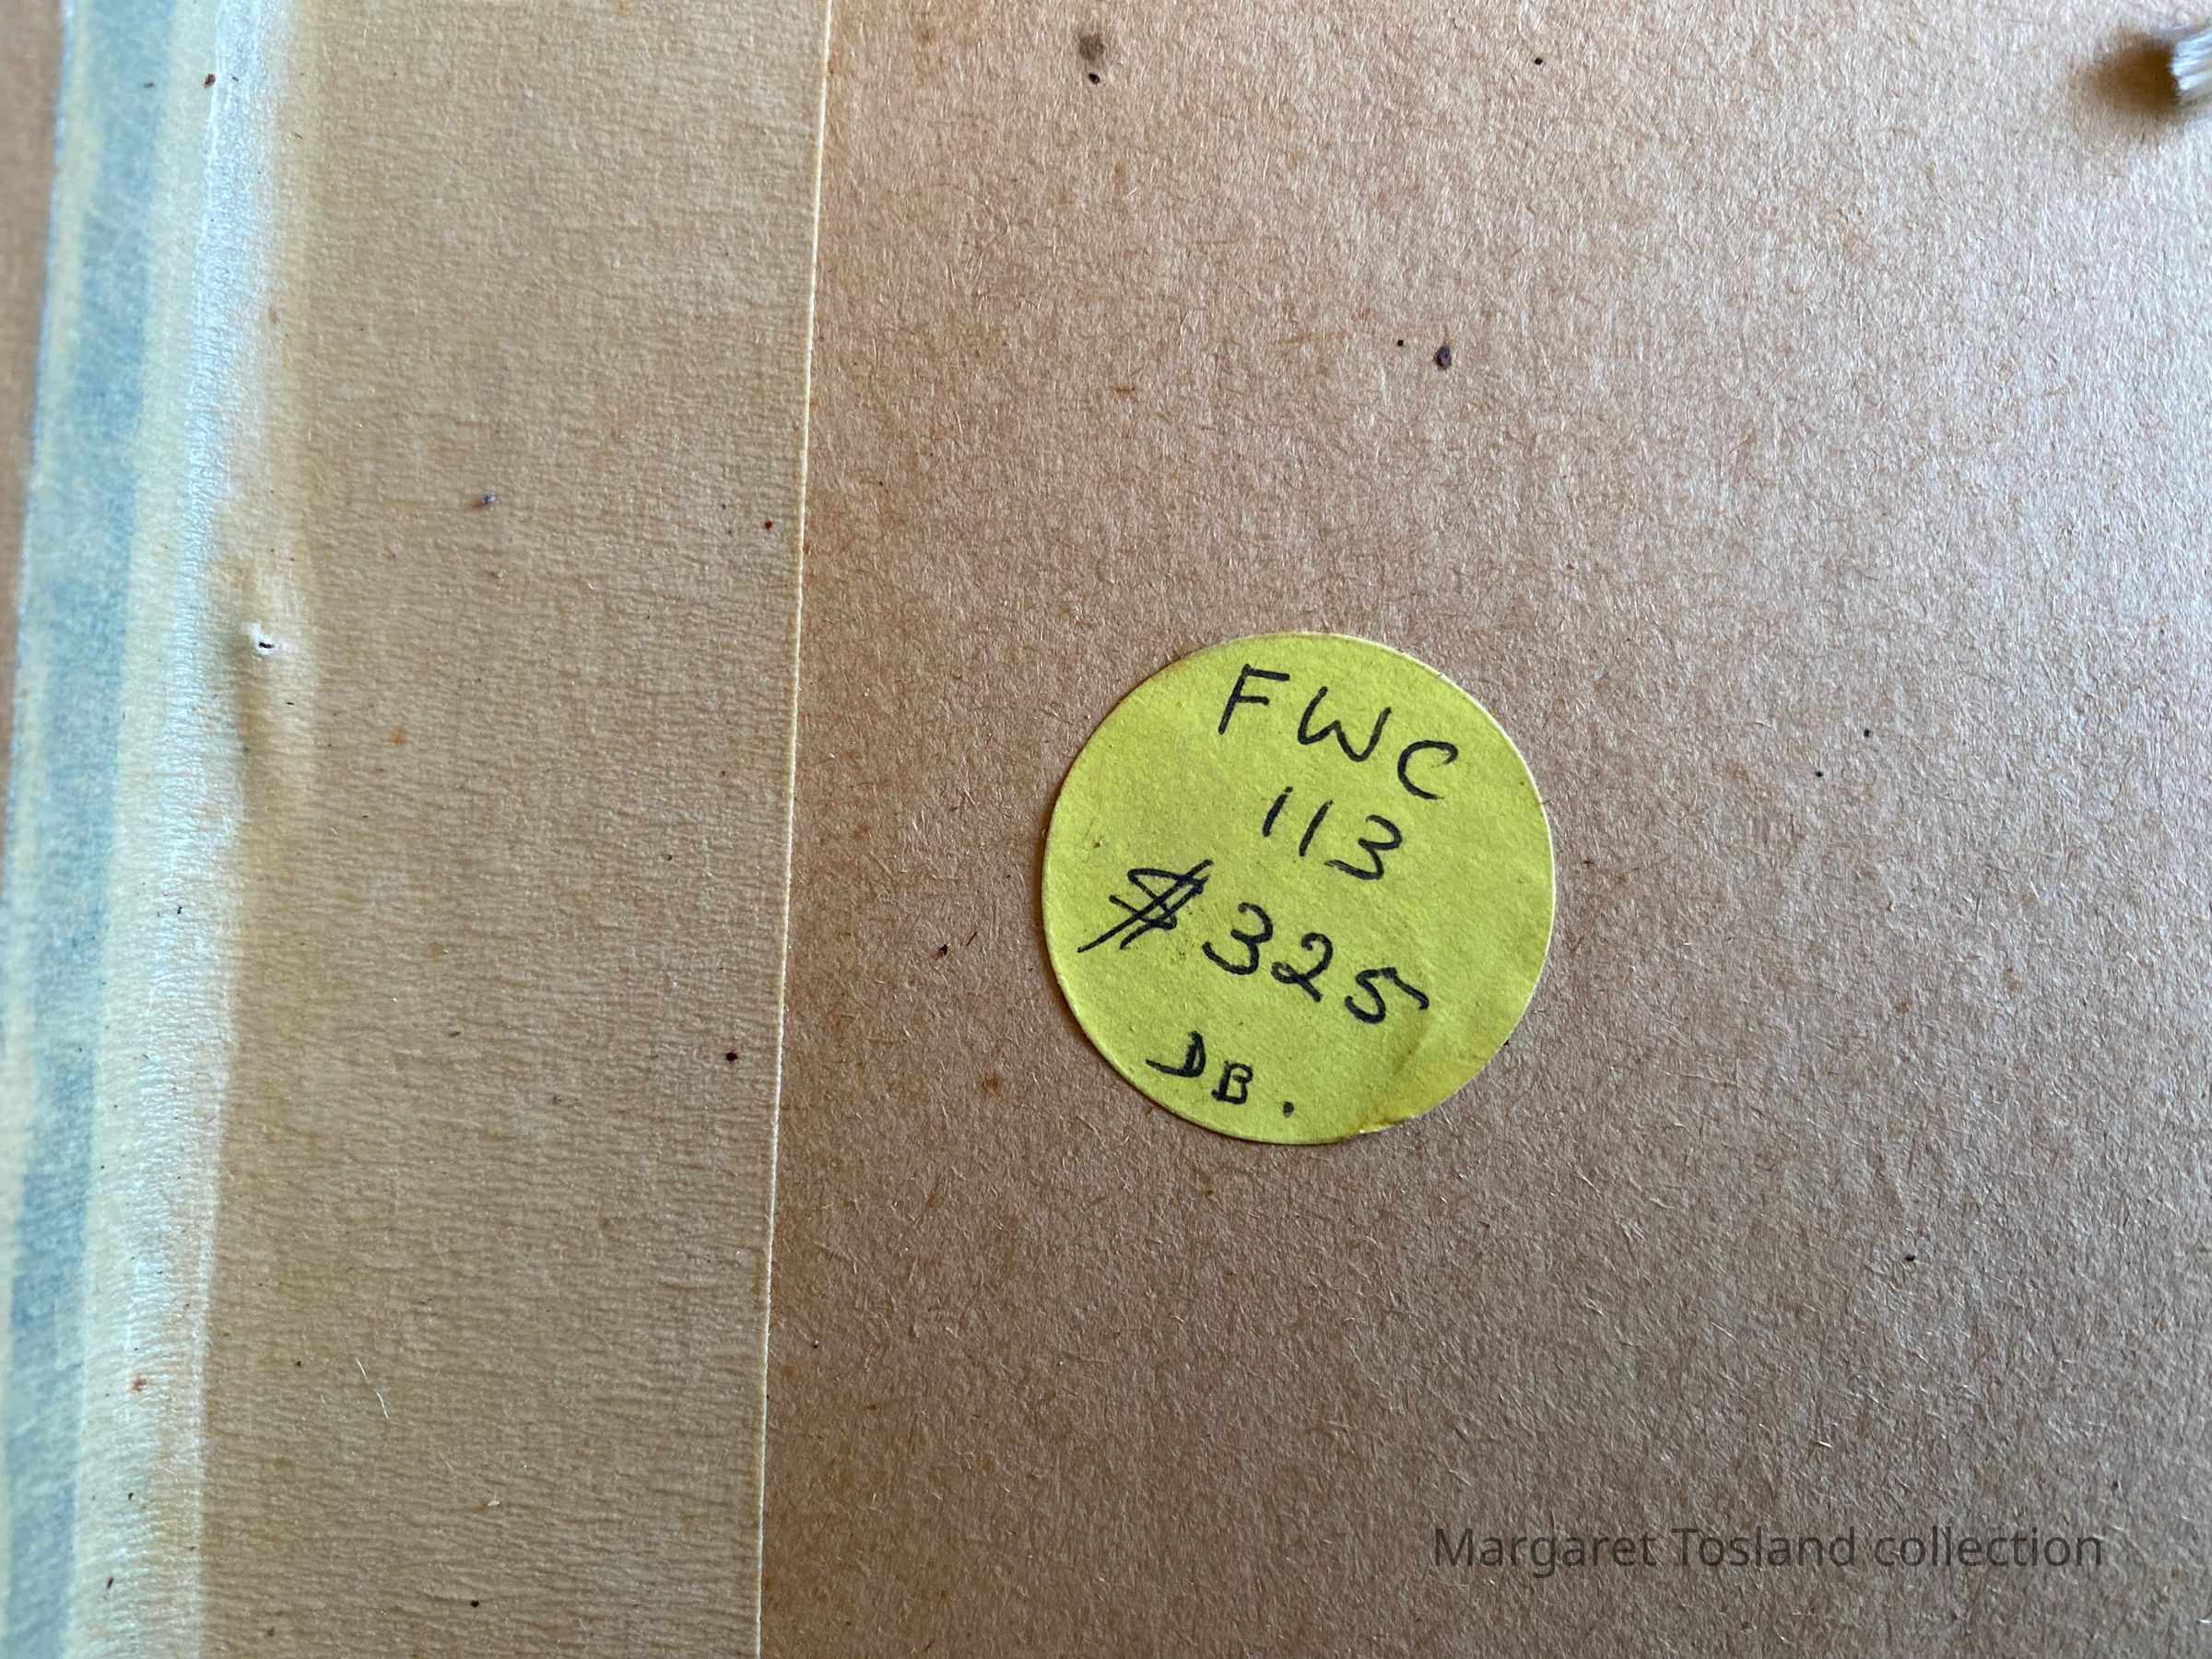 FWC
113
$325
DB.
Margaret Tosland collection